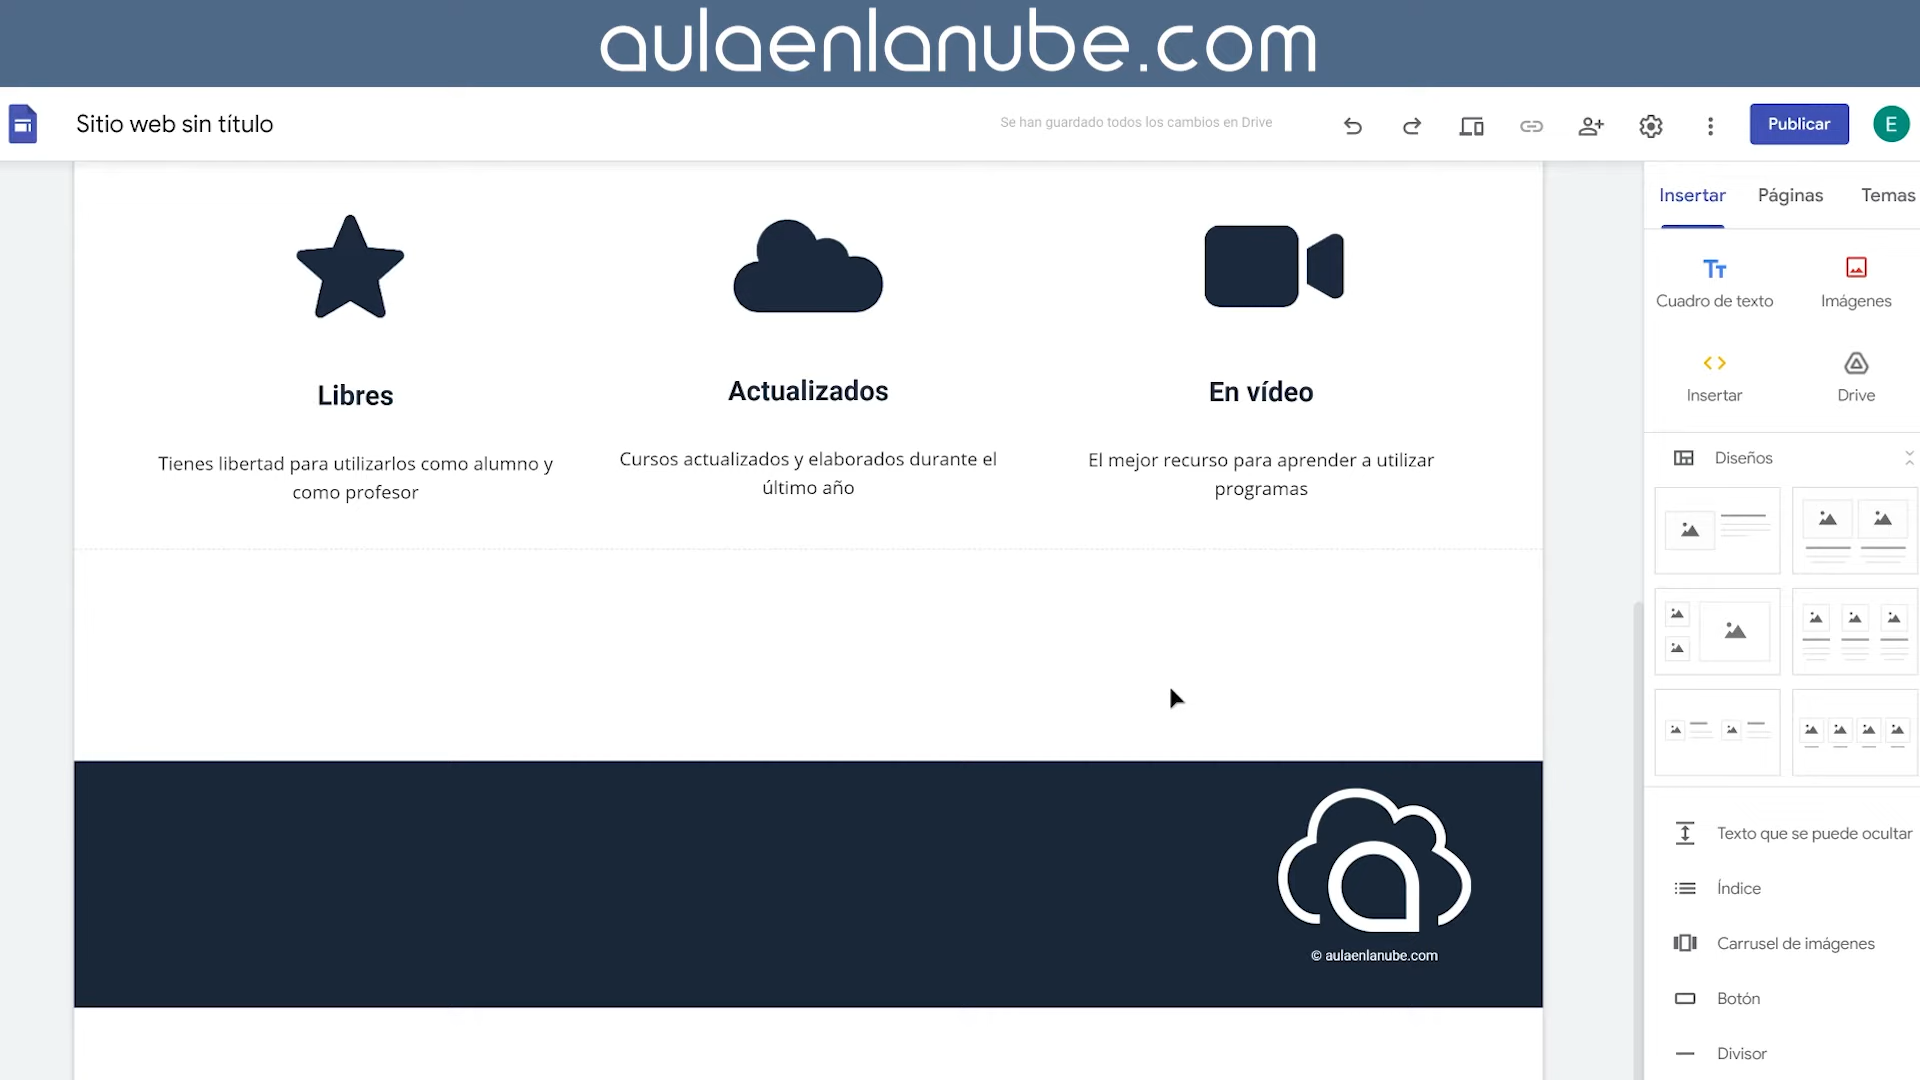 aulaenlanube.com
Sitio web sin título
Se han guardado todos los cambios en Drive
Publicar
E
Insertar
Páginas
Temas
Tт
Cuadro de texto
Imágenes
Insertar
Drive
Diseños
Libres
Tienes libertad para utilizarlos como alumno y
como profesor
Actualizados
Cursos actualizados y elaborados durante el
último año
En vídeo
El mejor recurso para aprender a utilizar
programas
© aulaenlanube.com
Texto que se puede ocultar
Índice
Carrusel de imágenes
Botón
Divisor